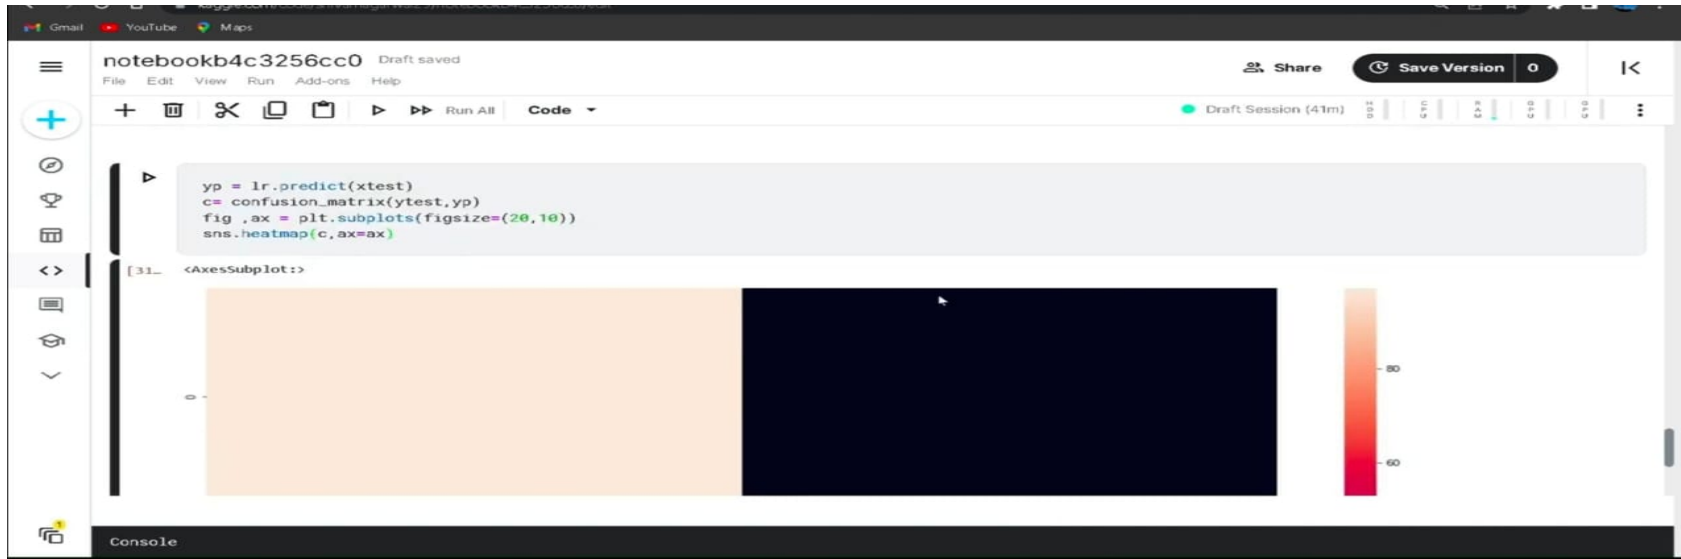 Gmail YouTube Maps
notebookb4c3256cc0 Draft saved
File Edit View Run Add-ons Help
Share
Save Version 0
Run All Code
Draft Session (41m)
yp = lr.predict(xtest)
c= confusion_matrix(ytest,yp)
fig ,ax = plt.subplots(figsize=(20,10))
sns.heatmap(c,ax=ax)
[31_ <AxesSubplot:>
80
0
60
1
Console